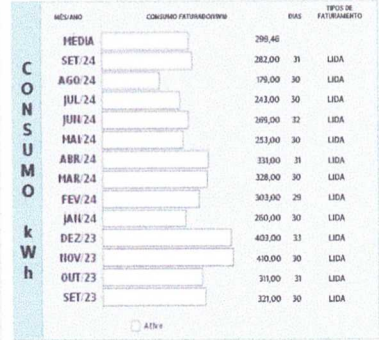 MÊS/ANO CONSUMO FATURADO(KWH) DIAS TIPOS DE FATURAMENTO
CONSUMO kWh
MEDIA 299,46
SET/24 282,00 31 LIDA
AGO/24 179,00 30 LIDA
JUL/24 243,00 30 LIDA
JUN/24 269,00 32 LIDA
MAI/24 253,00 30 LIDA
ABR/24 331,00 31 LIDA
MAR/24 328,00 30 LIDA
FEV/24 303,00 29 LIDA
JAN/24 260,00 30 LIDA
DEZ/23 403,00 33 LIDA
NOV/23 410,00 30 LIDA
OUT/23 311,00 31 LIDA
SET/23 321,00 30 LIDA